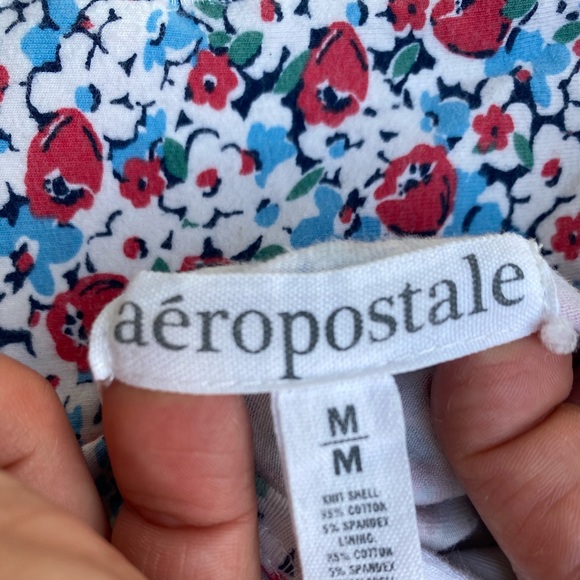 aéropostale
M
M
KNIT SHELL
95% COTTON
5% SPANDEX
LINING
95% COTTON
5% SPANDEX